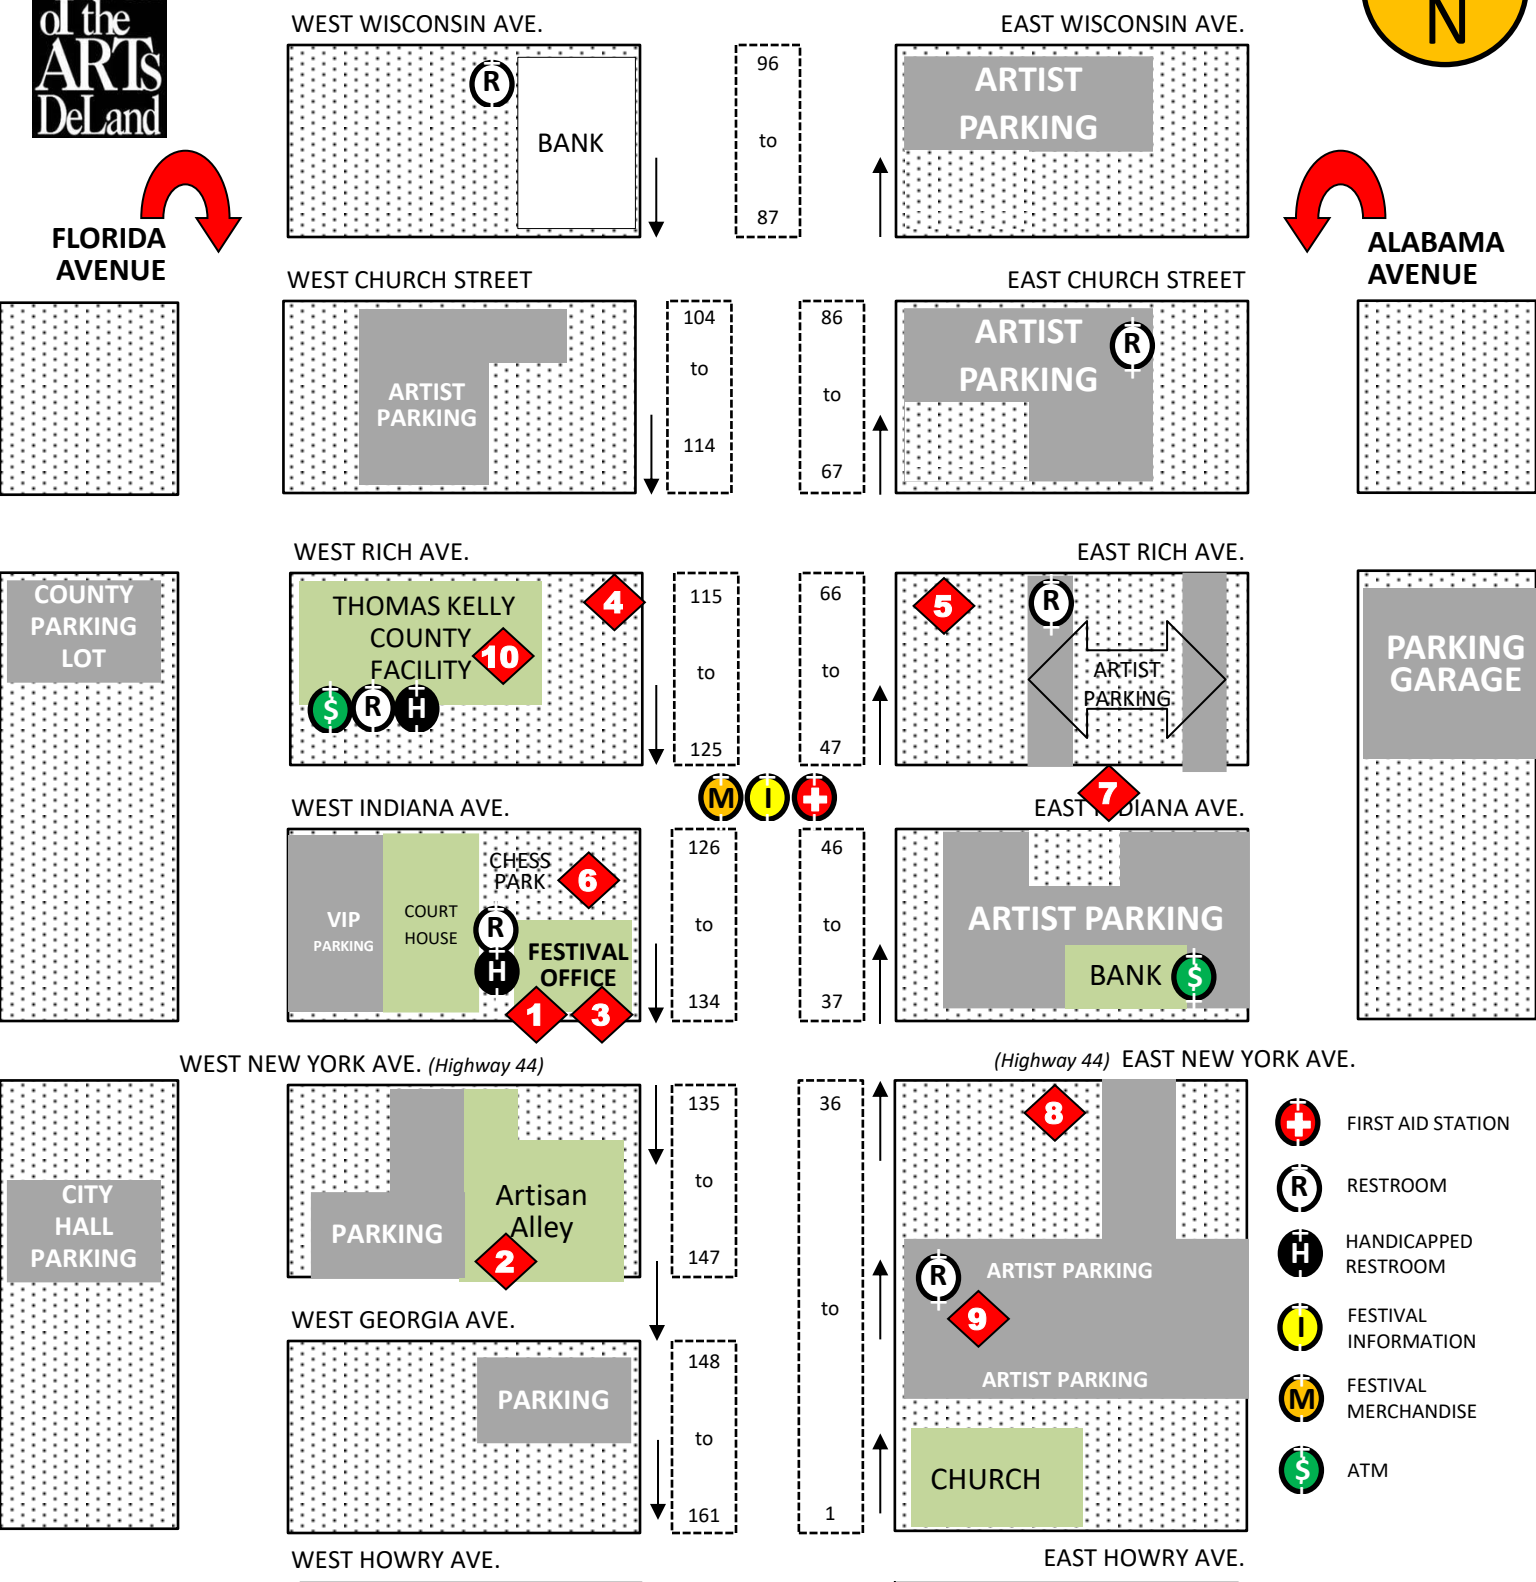 of the
ARTs
DeLand
N
WEST WISCONSIN AVE.
EAST WISCONSIN AVE.
R
BANK
96
to
87
ARTIST
PARKING
FLORIDA
AVENUE
ALABAMA
AVENUE
WEST CHURCH STREET
EAST CHURCH STREET
ARTIST
PARKING
104
to
114
86
to
67
ARTIST
PARKING
R
WEST RICH AVE.
EAST RICH AVE.
COUNTY
PARKING
LOT
THOMAS KELLY
COUNTY
FACILITY
10
4
$
R
H
115
to
125
66
to
47
5
R
ARTIST
PARKING
PARKING
GARAGE
M
I
WEST INDIANA AVE.
EAST INDIANA AVE.
7
VIP
PARKING
COURT
HOUSE
CHESS
PARK
6
R
H
FESTIVAL
OFFICE
1
3
126
to
134
46
to
37
ARTIST PARKING
BANK
$
WEST NEW YORK AVE. (Highway 44)
(Highway 44) EAST NEW YORK AVE.
CITY
HALL
PARKING
PARKING
Artisan
Alley
2
135
to
147
36
to
1
8
R
ARTIST PARKING
9
ARTIST PARKING
CHURCH
WEST GEORGIA AVE.
PARKING
148
to
161
WEST HOWRY AVE.
EAST HOWRY AVE.
FIRST AID STATION
R
RESTROOM
H
HANDICAPPED
RESTROOM
I
FESTIVAL
INFORMATION
M
FESTIVAL
MERCHANDISE
$
ATM